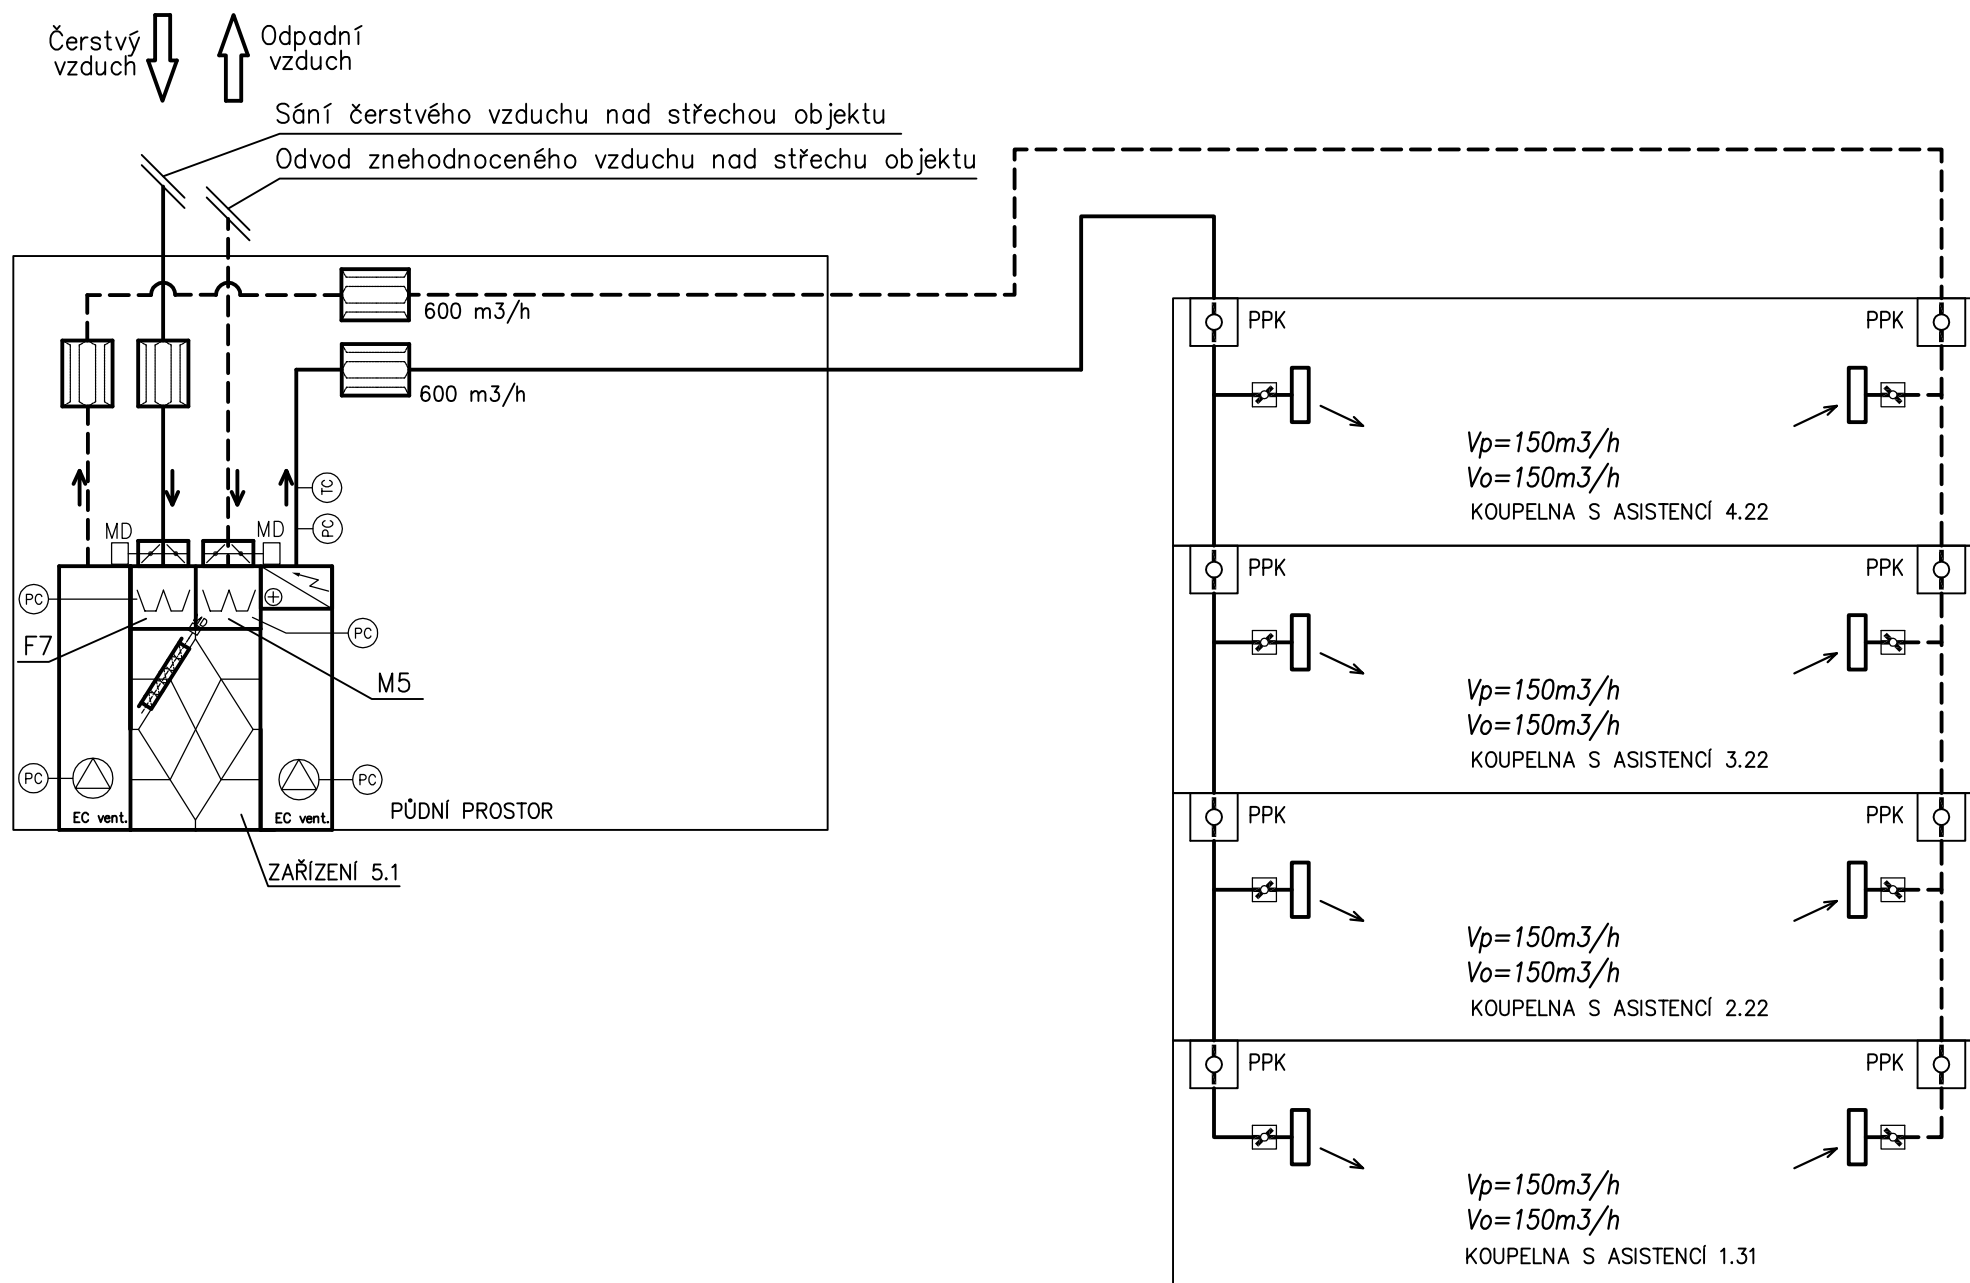 Čerstvý
vzduch
Odpadní
vzduch
Sání čerstvého vzduchu nad střechou objektu
Odvod znehodnoceného vzduchu nad střechu objektu
600 m3/h
600 m3/h
TC
PC
MD
MD
PC
PC
F7
M5
PC
PC
EC vent.
EC vent.
PŮDNÍ PROSTOR
ZAŘÍZENÍ 5.1
PPK
PPK
Vp=150m3/h
Vo=150m3/h
KOUPELNA S ASISTENCÍ 4.22
PPK
PPK
Vp=150m3/h
Vo=150m3/h
KOUPELNA S ASISTENCÍ 3.22
PPK
PPK
Vp=150m3/h
Vo=150m3/h
KOUPELNA S ASISTENCÍ 2.22
PPK
PPK
Vp=150m3/h
Vo=150m3/h
KOUPELNA S ASISTENCÍ 1.31